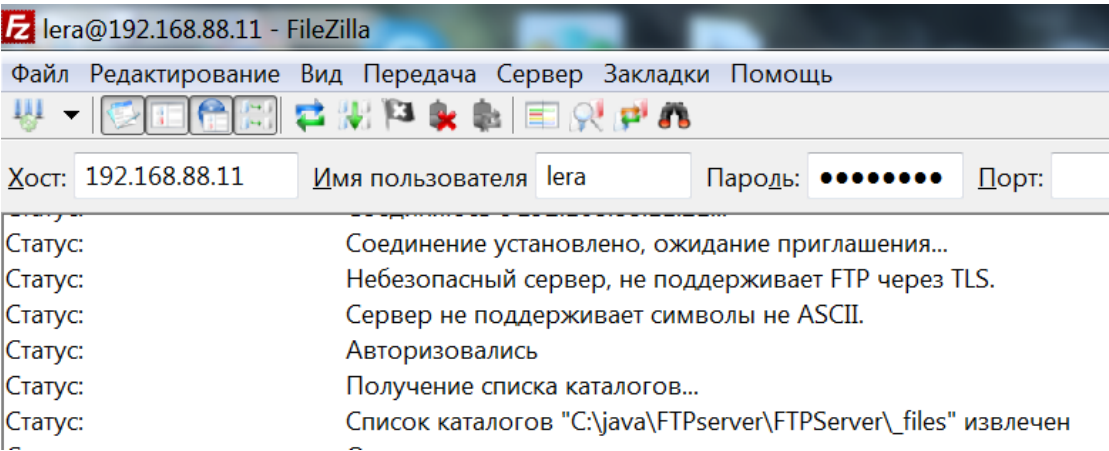 lera@192.168.88.11 - FileZilla
Файл Редактирование Вид Передача Сервер Закладки Помощь
Хост: 192.168.88.11 Имя пользователя lera Пароль: ●●●●●●●● Порт:
Статус: Соединение установлено, ожидание приглашения...
Статус: Небезопасный сервер, не поддерживает FTP через TLS.
Статус: Сервер не поддерживает символы не ASCII.
Статус: Авторизовались
Статус: Получение списка каталогов...
Статус: Список каталогов "C:\java\FTPserver\FTPServer\_files" извлечен